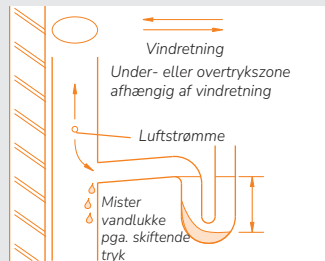 Vindretning
Under- eller overtrykszone
afhængig af vindretning
Luftstrømme
Mister
vandlukke
pga. skiftende
tryk